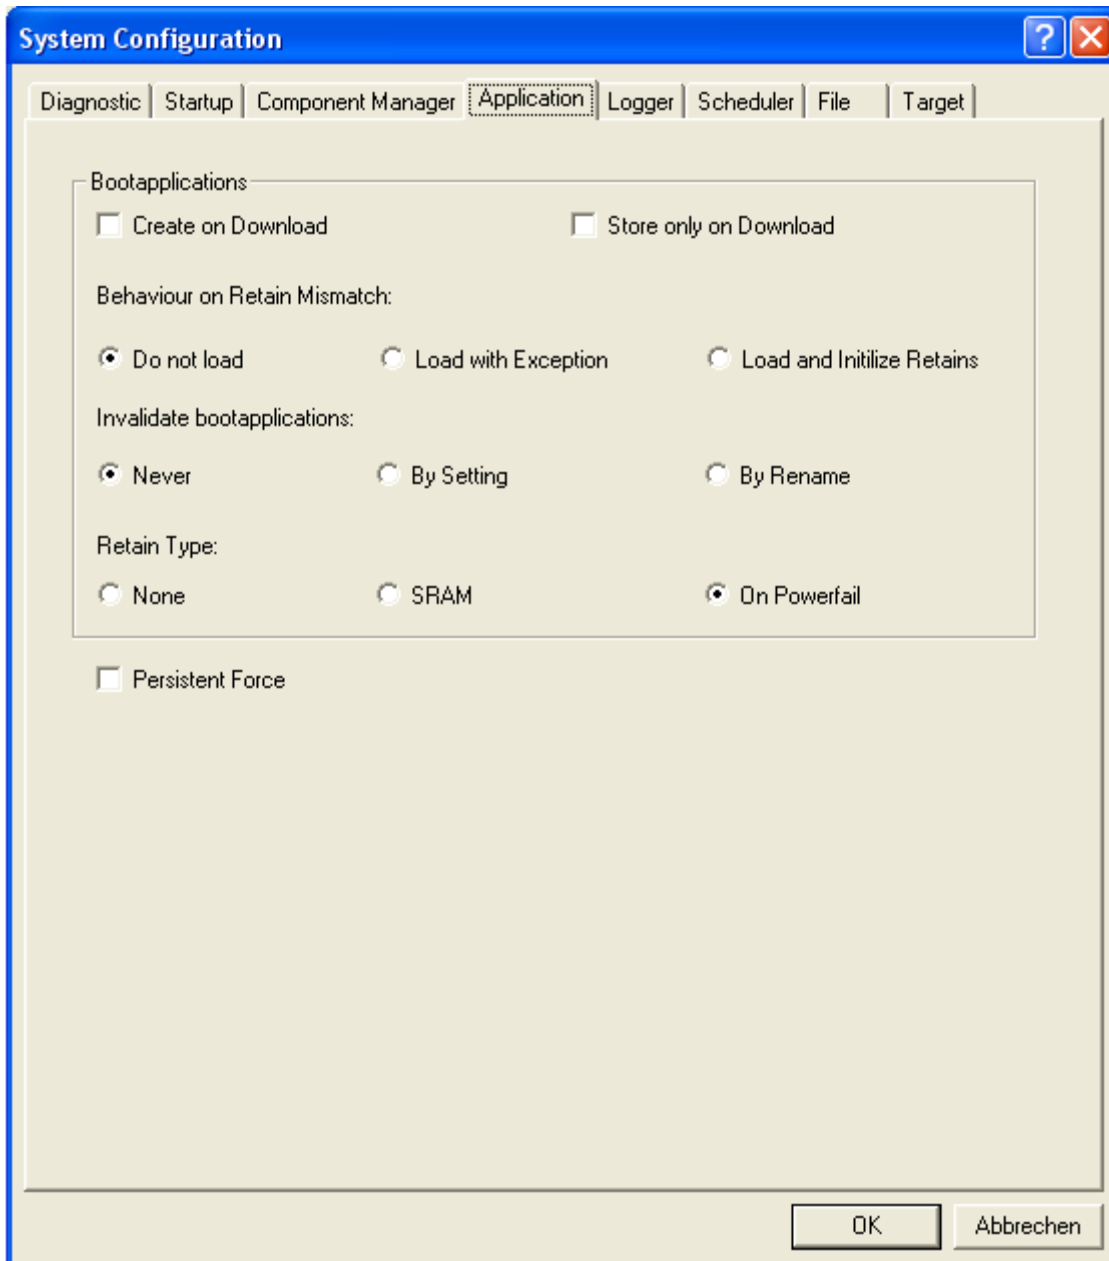 System Configuration
Diagnostic Startup Component Manager Application Logger Scheduler File Target
Bootapplications
Create on Download Store only on Download
Behaviour on Retain Mismatch:
Do not load Load with Exception Load and Initilize Retains
Invalidate bootapplications:
Never By Setting By Rename
Retain Type:
None SRAM On Powerfail
Persistent Force
OK Abbrechen